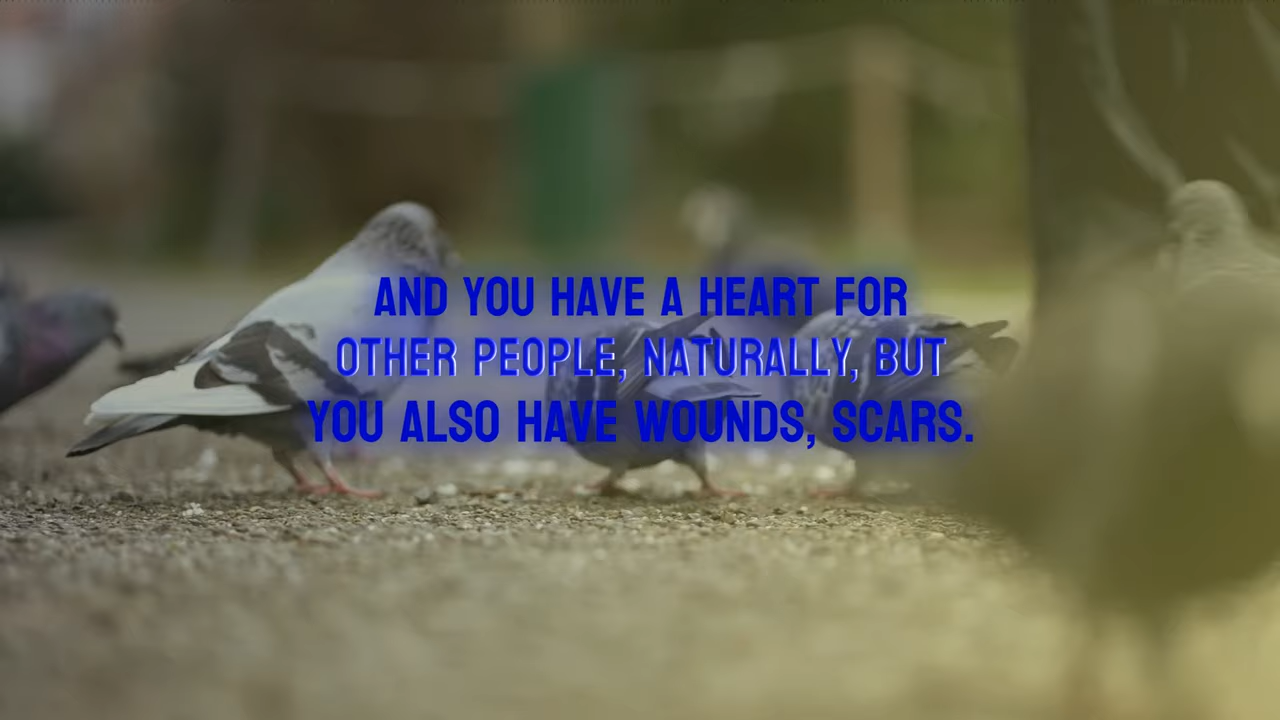 AND YOU HAVE A HEART FOR
OTHER PEOPLE, NATURALLY, BUT
YOU ALSO HAVE WOUNDS, SCARS.